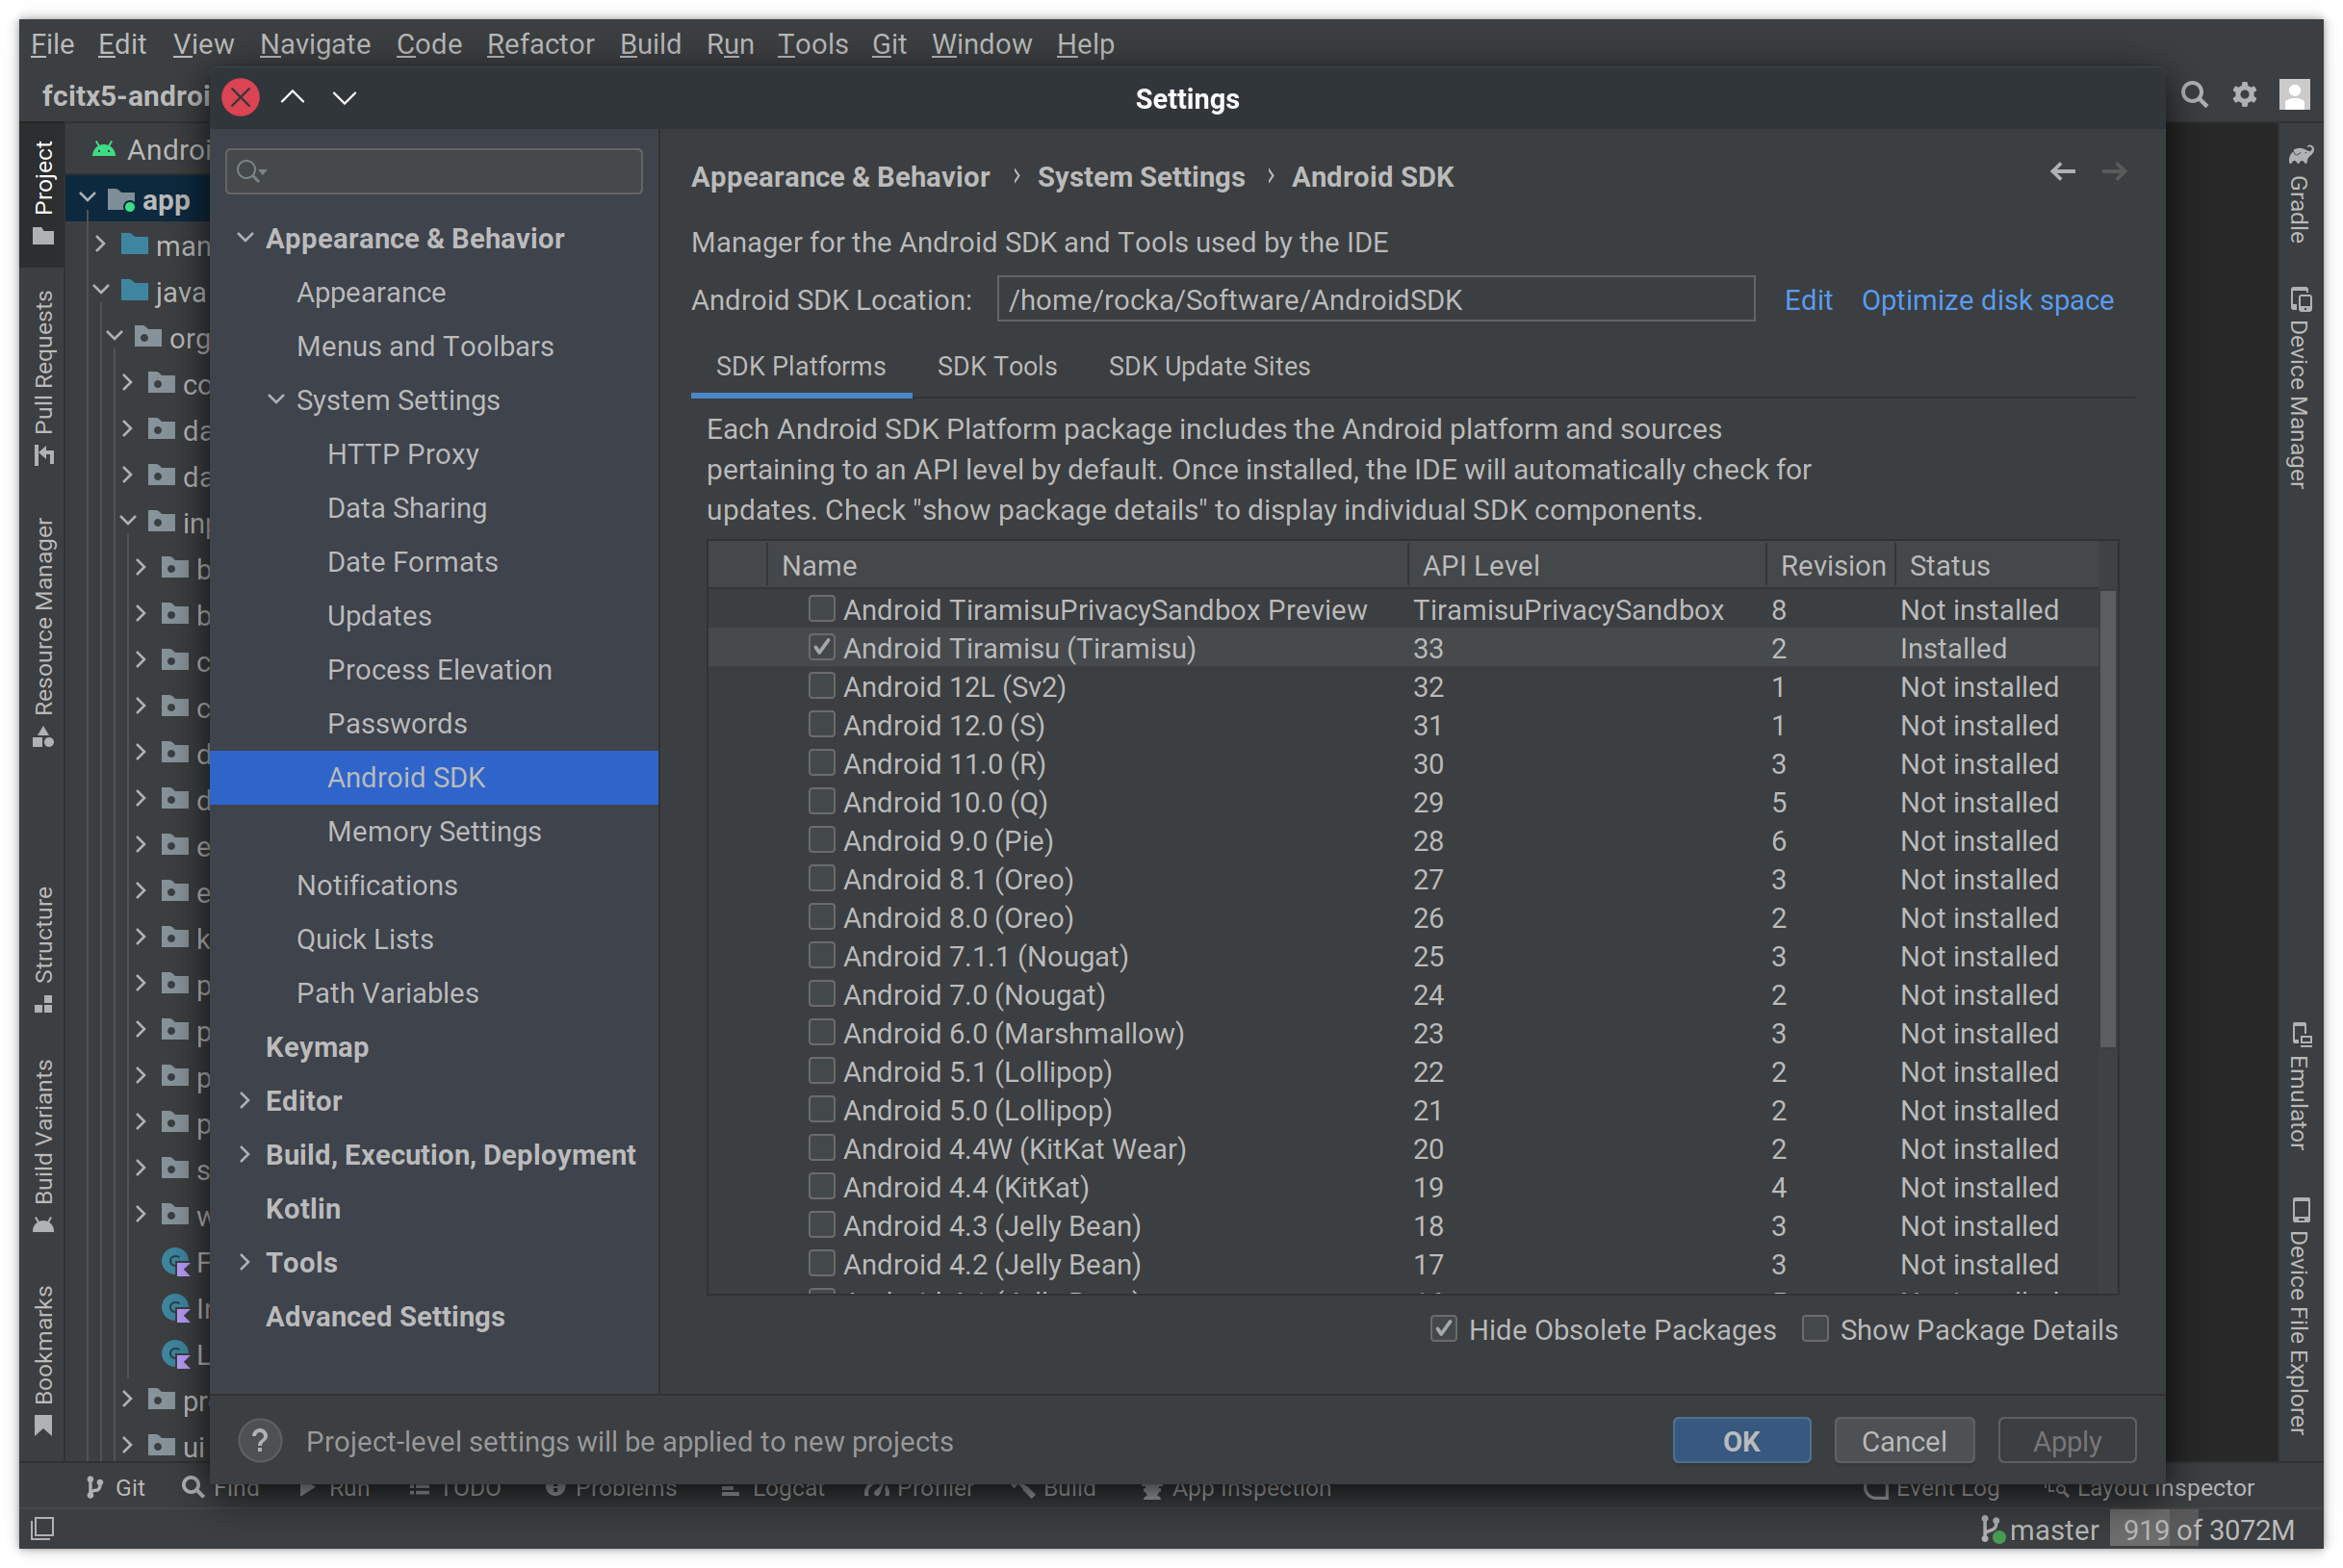 File Edit View Navigate Code Refactor Build Run Tools Git Window Help
Settings
Project
Pull Requests
Resource Manager
Structure
Build Variants
Bookmarks
app
java
org
ui
Appearance & Behavior
Appearance
Menus and Toolbars
System Settings
HTTP Proxy
Data Sharing
Date Formats
Updates
Process Elevation
Passwords
Android SDK
Memory Settings
Notifications
Quick Lists
Path Variables
Keymap
Editor
Build, Execution, Deployment
Kotlin
Tools
Advanced Settings
Appearance & Behavior › System Settings › Android SDK
Manager for the Android SDK and Tools used by the IDE
Android SDK Location: /home/rocka/Software/AndroidSDK Edit Optimize disk space
SDK Platforms SDK Tools SDK Update Sites
Each Android SDK Platform package includes the Android platform and sources
pertaining to an API level by default. Once installed, the IDE will automatically check for
updates. Check "show package details" to display individual SDK components.
Name API Level Revision Status
Android TiramisuPrivacySandbox Preview TiramisuPrivacySandbox 8 Not installed
Android Tiramisu (Tiramisu) 33 2 Installed
Android 12L (Sv2) 32 1 Not installed
Android 12.0 (S) 31 1 Not installed
Android 11.0 (R) 30 3 Not installed
Android 10.0 (Q) 29 5 Not installed
Android 9.0 (Pie) 28 6 Not installed
Android 8.1 (Oreo) 27 3 Not installed
Android 8.0 (Oreo) 26 2 Not installed
Android 7.1.1 (Nougat) 25 3 Not installed
Android 7.0 (Nougat) 24 2 Not installed
Android 6.0 (Marshmallow) 23 3 Not installed
Android 5.1 (Lollipop) 22 2 Not installed
Android 5.0 (Lollipop) 21 2 Not installed
Android 4.4W (KitKat Wear) 20 2 Not installed
Android 4.4 (KitKat) 19 4 Not installed
Android 4.3 (Jelly Bean) 18 3 Not installed
Android 4.2 (Jelly Bean) 17 3 Not installed
Hide Obsolete Packages Show Package Details
? Project-level settings will be applied to new projects OK Cancel Apply
Gradle
Device Manager
Emulator
Device File Explorer
Git Find Run TODO Problems Logcat Profiler Build App Inspection Event Log Layout Inspector
master 919 of 3072M